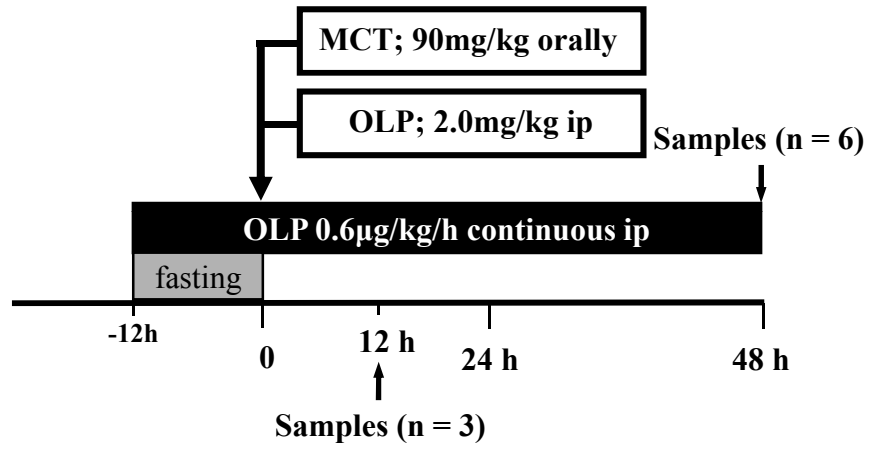 MCT; 90mg/kg orally
OLP; 2.0mg/kg ip
Samples (n = 6)
OLP 0.6μg/kg/h continuous ip
fasting
-12h
0
12 h
24 h
48 h
Samples (n = 3)